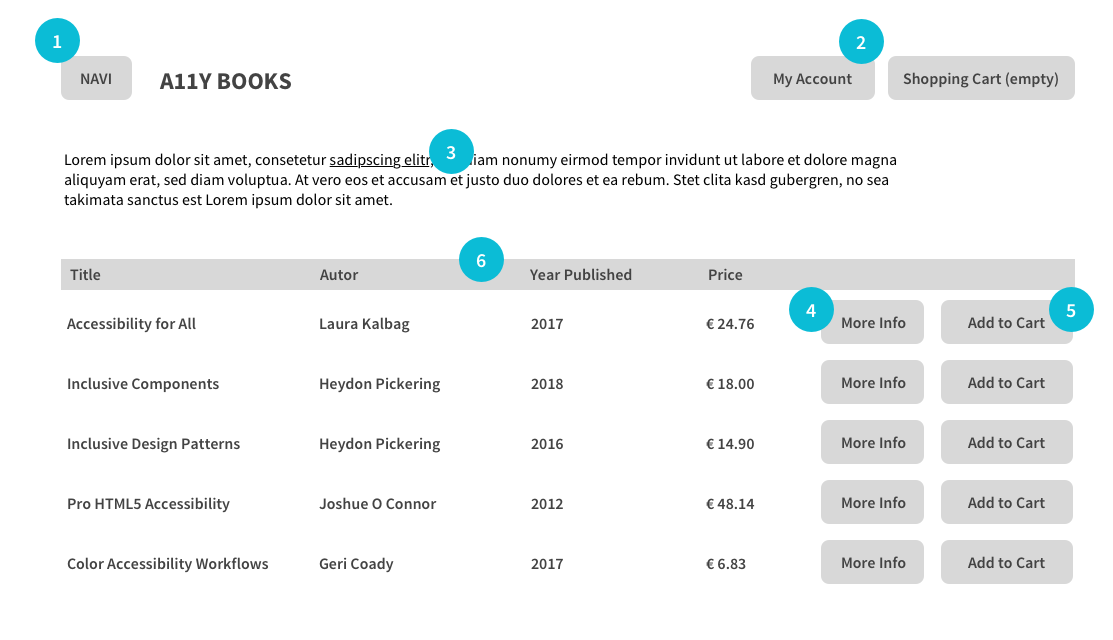 1
2
NAVI
A11Y BOOKS
My Account
Shopping Cart (empty)
3
Lorem ipsum dolor sit amet, consetetur sadipscing elitr, iam nonumy eirmod tempor invidunt ut labore et dolore magna
aliquyam erat, sed diam voluptua. At vero eos et accusam et justo duo dolores et ea rebum. Stet clita kasd gubergren, no sea
takimata sanctus est Lorem ipsum dolor sit amet.
6
Title Autor Year Published Price
4
5
Accessibility for All Laura Kalbag 2017 € 24.76 More Info Add to Cart
Inclusive Components Heydon Pickering 2018 € 18.00 More Info Add to Cart
Inclusive Design Patterns Heydon Pickering 2016 € 14.90 More Info Add to Cart
Pro HTML5 Accessibility Joshue O Connor 2012 € 48.14 More Info Add to Cart
Color Accessibility Workflows Geri Coady 2017 € 6.83 More Info Add to Cart